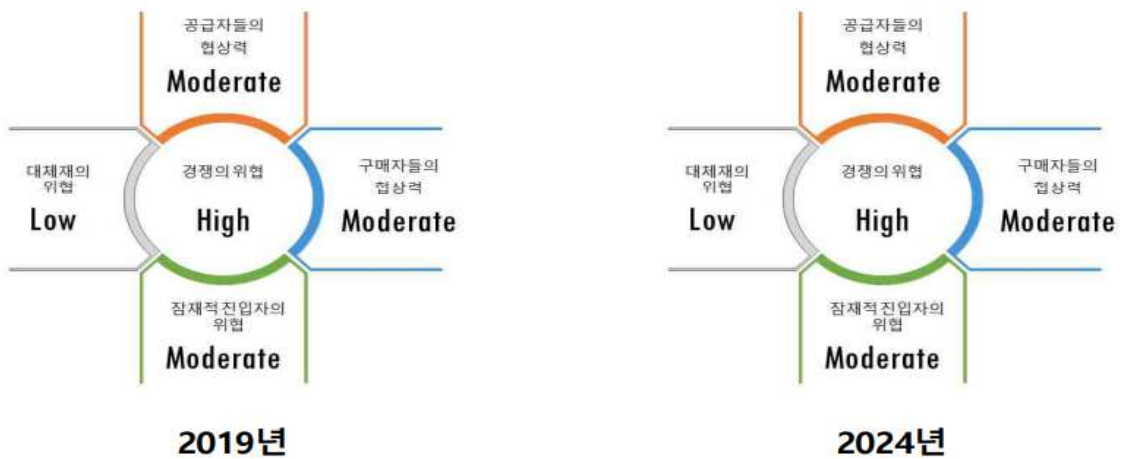 공급자들의
협상력
Moderate
대체재의
위협
Low
경쟁의 위협
High
구매자들의
협상력
Moderate
잠재적 진입자의
위협
Moderate
2019년
공급자들의
협상력
Moderate
대체재의
위협
Low
경쟁의 위협
High
구매자들의
협상력
Moderate
잠재적 진입자의
위협
Moderate
2024년